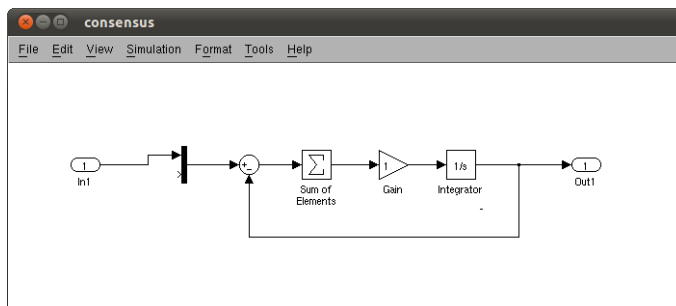 consensus
File Edit View Simulation Format Tools Help
1
In1
+
-
Sum of
Elements
1
Gain
1/s
Integrator
1
Out1